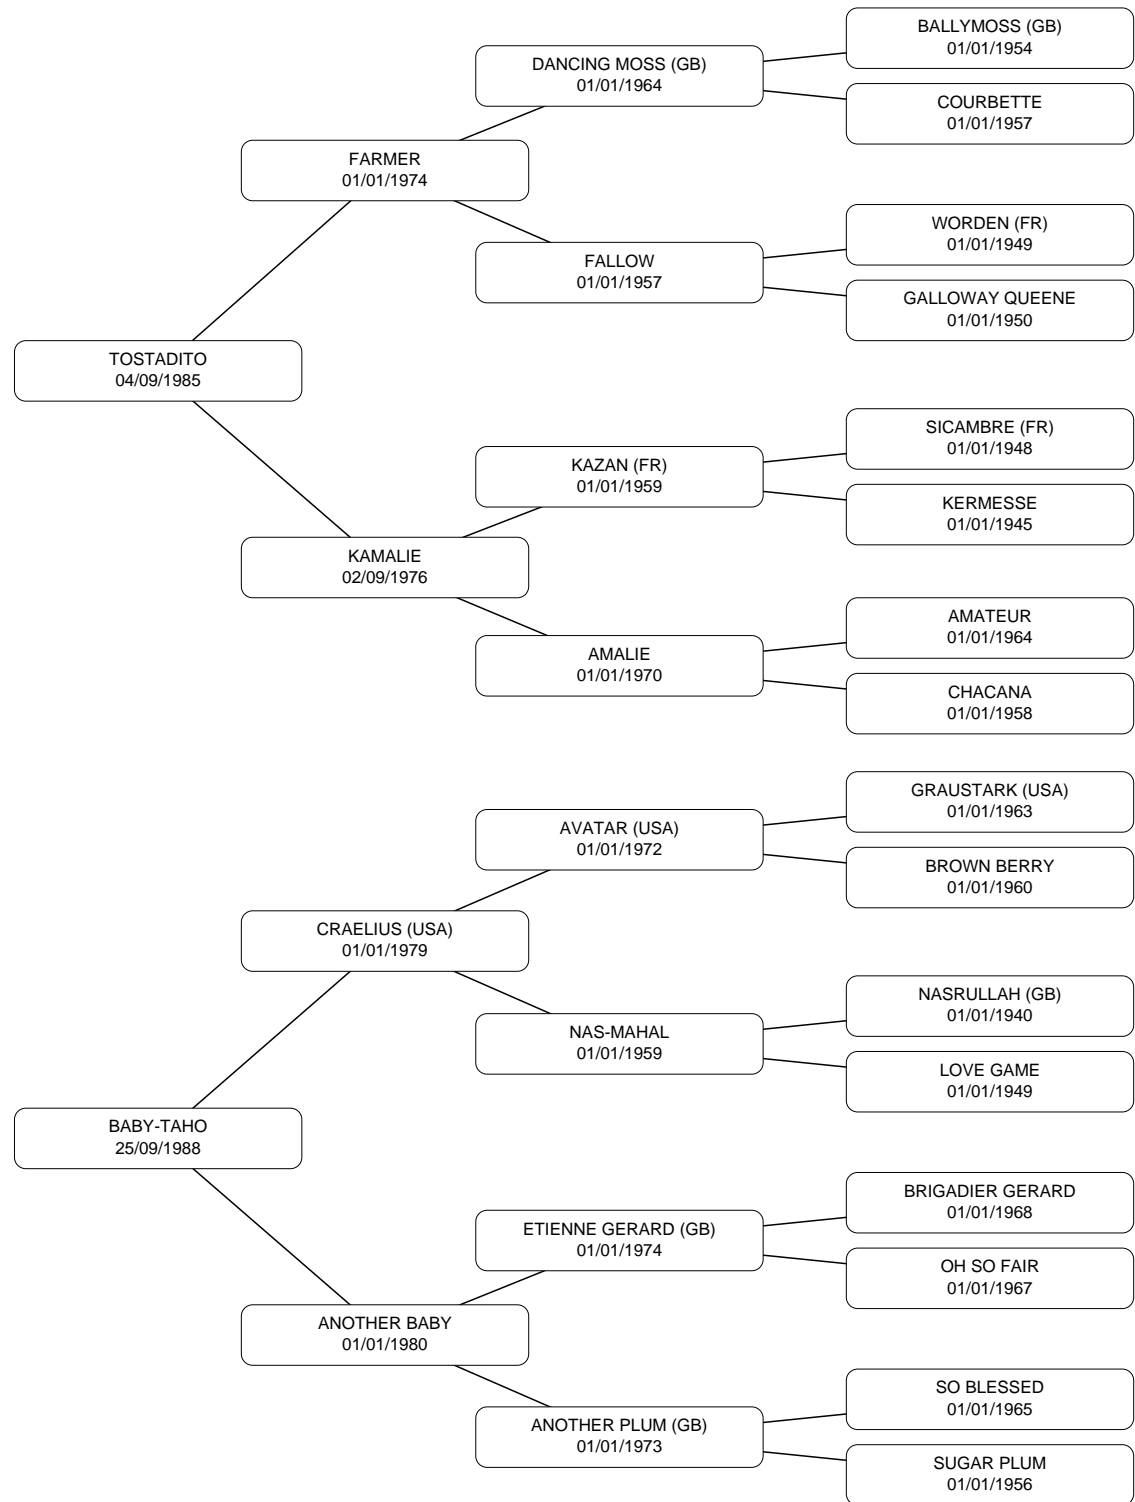 BALLYMOSS (GB)
01/01/1954
DANCING MOSS (GB)
01/01/1964
COURBETTE
01/01/1957
FARMER
01/01/1974
WORDEN (FR)
01/01/1949
FALLOW
01/01/1957
GALLOWAY QUEENE
01/01/1950
TOSTADITO
04/09/1985
SICAMBRE (FR)
01/01/1948
KAZAN (FR)
01/01/1959
KERMESSE
01/01/1945
KAMALIE
02/09/1976
AMATEUR
01/01/1964
AMALIE
01/01/1970
CHACANA
01/01/1958
GRAUSTARK (USA)
01/01/1963
AVATAR (USA)
01/01/1972
BROWN BERRY
01/01/1960
CRAELIUS (USA)
01/01/1979
NASRULLAH (GB)
01/01/1940
NAS-MAHAL
01/01/1959
LOVE GAME
01/01/1949
BABY-TAHO
25/09/1988
BRIGADIER GERARD
01/01/1968
ETIENNE GERARD (GB)
01/01/1974
OH SO FAIR
01/01/1967
ANOTHER BABY
01/01/1980
SO BLESSED
01/01/1965
ANOTHER PLUM (GB)
01/01/1973
SUGAR PLUM
01/01/1956